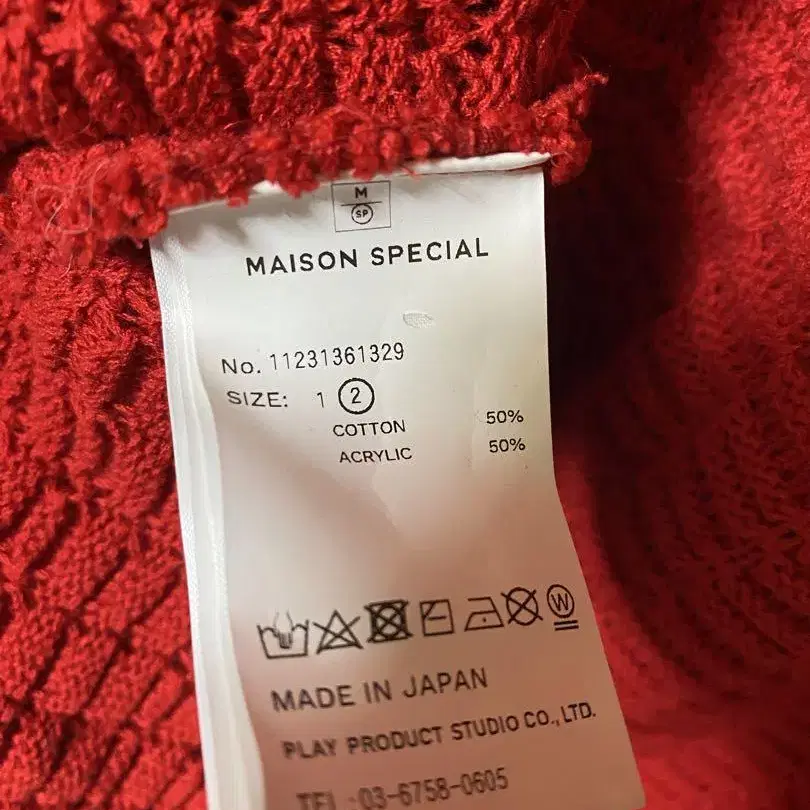 M
SP
MAISON SPECIAL
No. 11231361329
SIZE: 1 2
COTTON 50%
ACRYLIC 50%
W
MADE IN JAPAN
PLAY PRODUCT STUDIO CO., LTD.
TEL:03-6758-0605